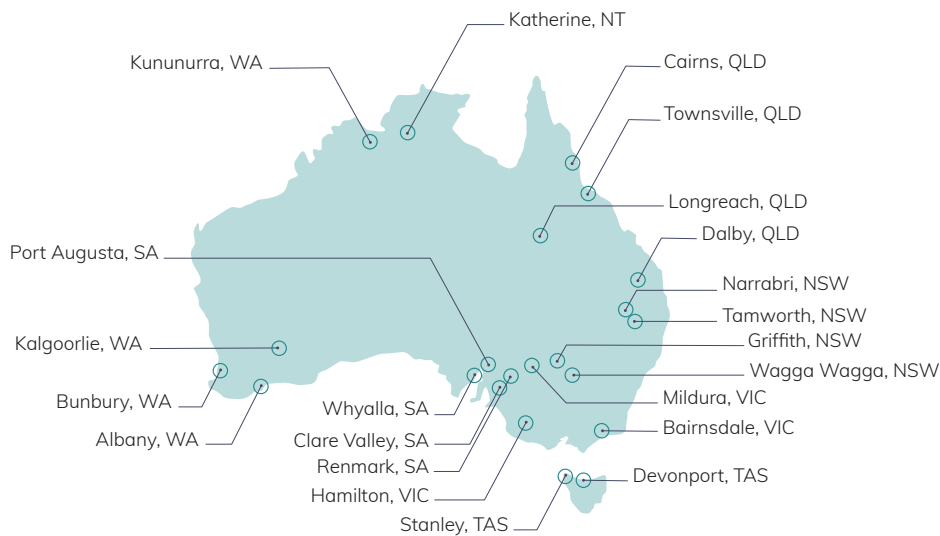 Katherine, NT
Kununurra, WA
Cairns, QLD
Townsville, QLD
Longreach, QLD
Dalby, QLD
Port Augusta, SA
Narrabri, NSW
Tamworth, NSW
Kalgoorlie, WA
Griffith, NSW
Wagga Wagga, NSW
Bunbury, WA
Mildura, VIC
Whyalla, SA
Bairnsdale, VIC
Albany, WA
Clare Valley, SA
Renmark, SA
Devonport, TAS
Hamilton, VIC
Stanley, TAS